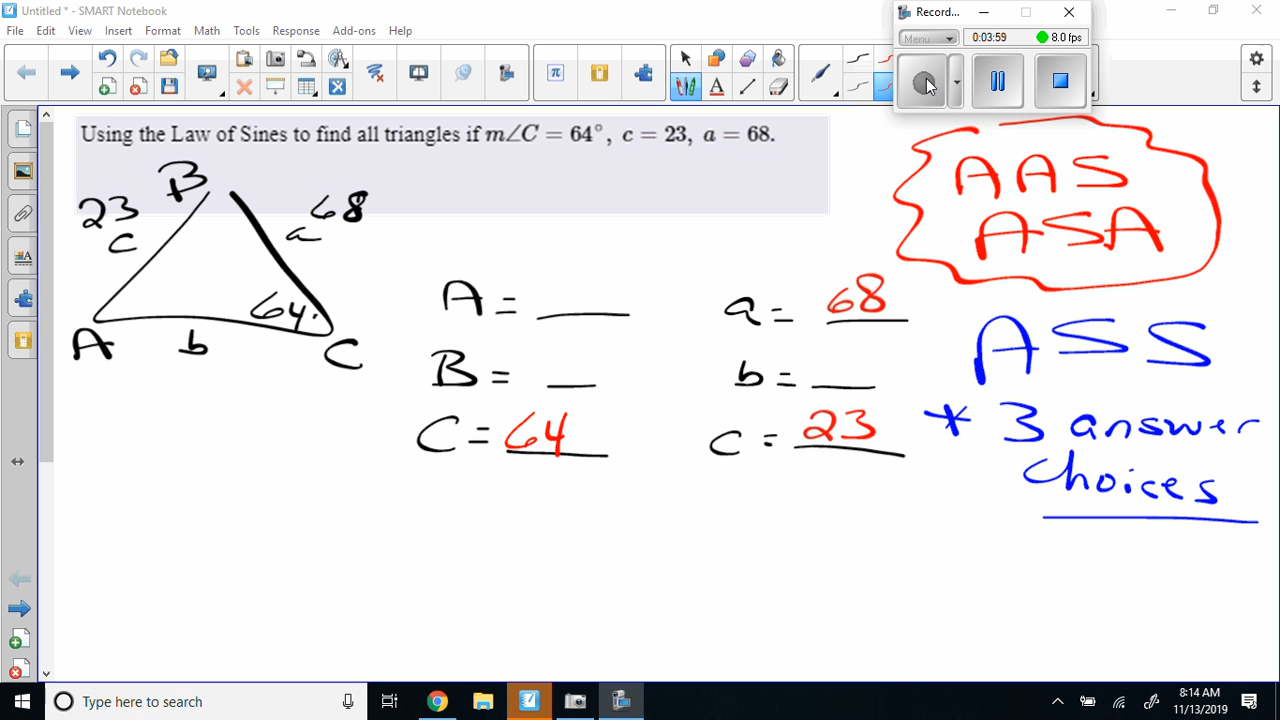 Untitled * - SMART Notebook
File Edit View Insert Format Math Tools Response Add-ons Help
Record...
Menu
0:03:59
8.0 fps
Using the Law of Sines to find all triangles if m∠C = 64°, c = 23, a = 68.
B
23
c
68
a
64°
A
b
C
A = ___
B = ___
C = 64
a = 68
b = ___
c = 23
AAS
ASA
ASS
* 3 answer
choices
Type here to search
8:14 AM
11/13/2019